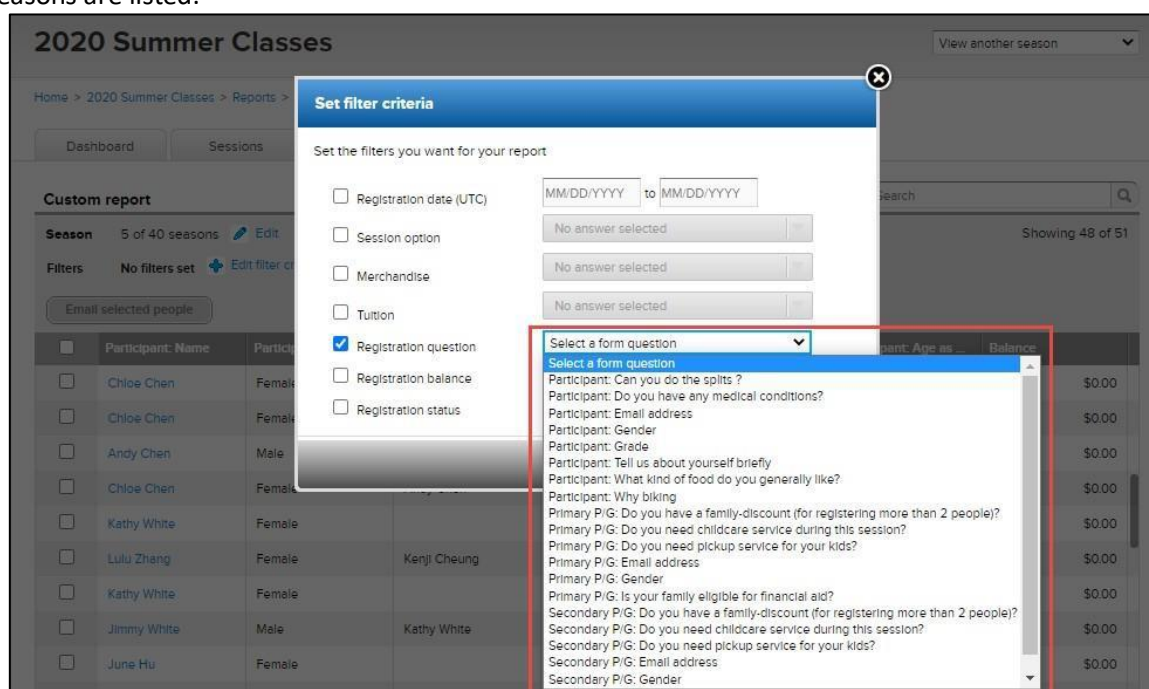 easons are listed.
2020 Summer Classes
View another season
Home > 2020 Summer Classes > Reports >
Set filter criteria
Dashboard Sessions
Set the filters you want for your report
Custom report
Search
Registration date (UTC) MM/DD/YYYY to MM/DD/YYYY
Season 5 of 40 seasons Edit
Showing 48 of 51
Session option No answer selected
Filters No filters set Edit filter cr
Merchandise No answer selected
Email selected people
Tuition No answer selected
Registration question Select a form question
Participant: Name Particip pant: Age as ... Balance
Registration balance
Registration status
Select a form question
Participant: Can you do the splits ?
Participant: Do you have any medical conditions?
Participant: Email address
Participant: Gender
Participant: Grade
Participant: Tell us about yourself briefly
Participant: What kind of food do you generally like?
Participant: Why biking
Primary P/G: Do you have a family-discount (for registering more than 2 people)?
Primary P/G: Do you need childcare service during this session?
Primary P/G: Do you need pickup service for your kids?
Primary P/G: Email address
Primary P/G: Gender
Primary P/G: Is your family eligible for financial aid?
Secondary P/G: Do you have a family-discount (for registering more than 2 people)?
Secondary P/G: Do you need childcare service during this session?
Secondary P/G: Do you need pickup service for your kids?
Secondary P/G: Email address
Secondary P/G: Gender
Chloe Chen Female $0.00
Chloe Chen Female $0.00
Andy Chen Male $0.00
Chloe Chen Female $0.00
Kathy White Female $0.00
Lulu Zhang Female Kenji Cheung $0.00
Kathy White Female $0.00
Jimmy White Male Kathy White $0.00
June Hu Female $0.00